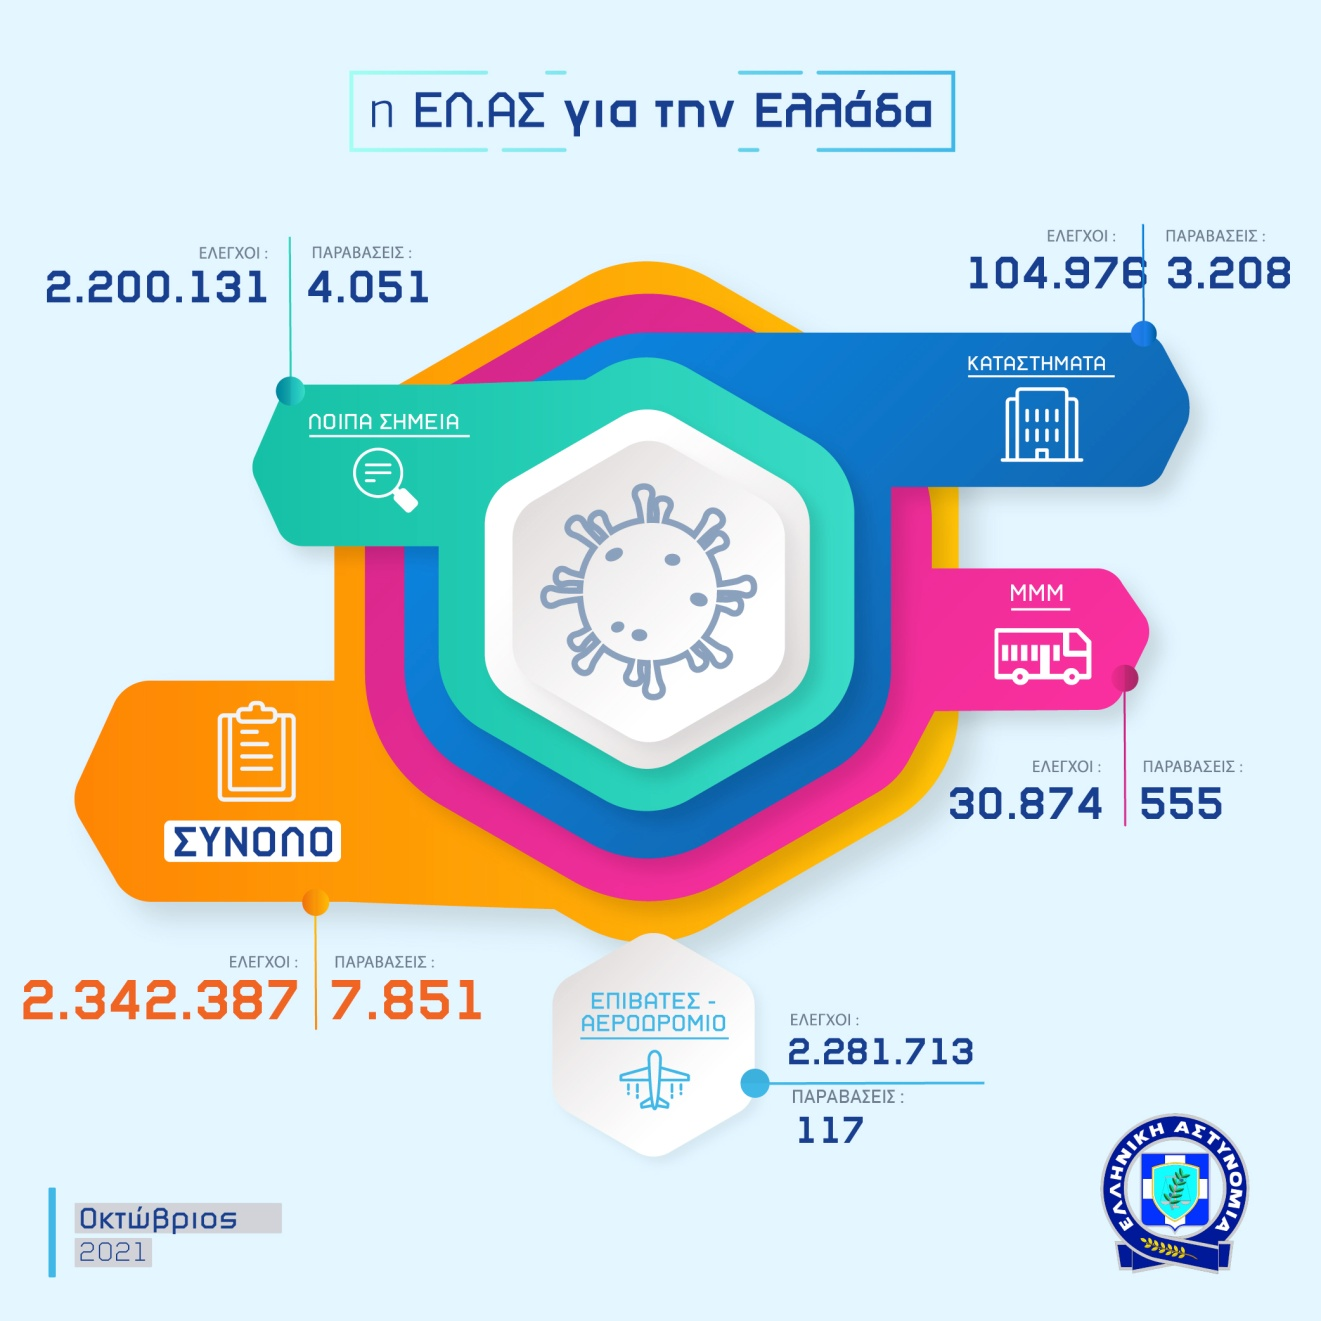 η ΕΛ.ΑΣ για την Ελλάδα
ΕΛΕΓΧΟΙ :
2.200.131
ΠΑΡΑΒΑΣΕΙΣ :
4.051
ΕΛΕΓΧΟΙ :
104.976
ΠΑΡΑΒΑΣΕΙΣ :
3.208
ΚΑΤΑΣΤΗΜΑΤΑ
ΛΟΙΠΑ ΣΗΜΕΙΑ
ΜΜΜ
ΕΛΕΓΧΟΙ :
30.874
ΠΑΡΑΒΑΣΕΙΣ :
555
ΣΥΝΟΛΟ
ΕΛΕΓΧΟΙ :
2.342.387
ΠΑΡΑΒΑΣΕΙΣ :
7.851
ΕΠΙΒΑΤΕΣ -
ΑΕΡΟΔΡΟΜΙΟ
ΕΛΕΓΧΟΙ :
2.281.713
ΠΑΡΑΒΑΣΕΙΣ :
117
Οκτώβριος
2021
ΕΛΛΗΝΙΚΗ ΑΣΤΥΝΟΜΙΑ